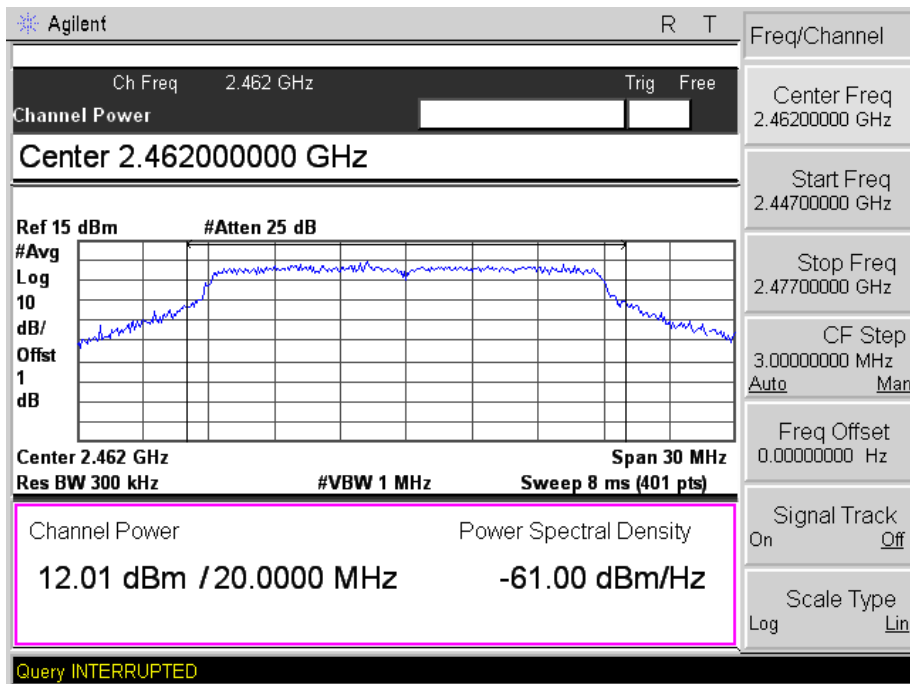 Agilent R T
Freq/Channel
Ch Freq 2.462 GHz Trig Free
Channel Power
Center 2.462000000 GHz
Ref 15 dBm #Atten 25 dB
#Avg
Log
10
dB/
Offst
1
dB
Center 2.462 GHz Span 30 MHz
Res BW 300 kHz #VBW 1 MHz Sweep 8 ms (401 pts)
Channel Power Power Spectral Density
12.01 dBm / 20.0000 MHz -61.00 dBm/Hz
Query INTERRUPTED
Center Freq
2.46200000 GHz
Start Freq
2.44700000 GHz
Stop Freq
2.47700000 GHz
CF Step
3.00000000 MHz
Auto Man
Freq Offset
0.00000000 Hz
Signal Track
On Off
Scale Type
Log Lin